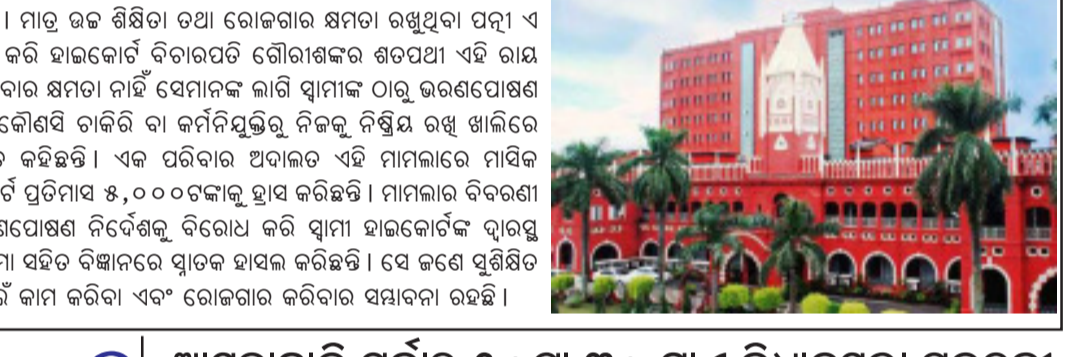 । ମାତ୍ର ଉଚ୍ଚ ଶିକ୍ଷିତା ତଥା ରୋଜଗାର କ୍ଷମତା ରଖୁଥିବା ପତ୍ନୀ ଏ
କରି ହାଇକୋର୍ଟ ବିଚାରପତି ଗୌରୀଶଙ୍କର ଶତପଥୀ ଏହି ରାୟ
ବାର କ୍ଷମତା ନାହିଁ ସେମାନଙ୍କ ଲାଗି ସ୍ୱାମୀଙ୍କ ଠାରୁ ଭରଣପୋଷଣ
କୌଣସି ଚାକିରି ବା କର୍ମନିଯୁକ୍ତିରୁ ନିଜକୁ ନିଷ୍କ୍ରିୟ ରଖି ଖାଲିରେ
କହିଛନ୍ତି । ଏକ ପରିବାର ଅଦାଲତ ଏହି ମାମଲାରେ ମାସିକ
ର୍ଟ ପ୍ରତିମାସ ୫,୦୦୦ଟଙ୍କାକୁ ହ୍ରାସ କରିଛନ୍ତି । ମାମଲାର ବିବରଣୀ
ଣପୋଷଣ ନିର୍ଦେଶକୁ ବିରୋଧ କରି ସ୍ୱାମୀ ହାଇକୋର୍ଟଙ୍କ ଦ୍ୱାରସ୍ଥ
ମା ସହିତ ବିଜ୍ଞାନରେ ସ୍ନାତକ ହାସଲ କରିଛନ୍ତି । ସେ ଜଣେ ସୁଶିକ୍ଷିତ
କାମ କରିବା ଏବଂ ରୋଜଗାର କରିବାର ସମ୍ଭାବନା ରହଛି ।